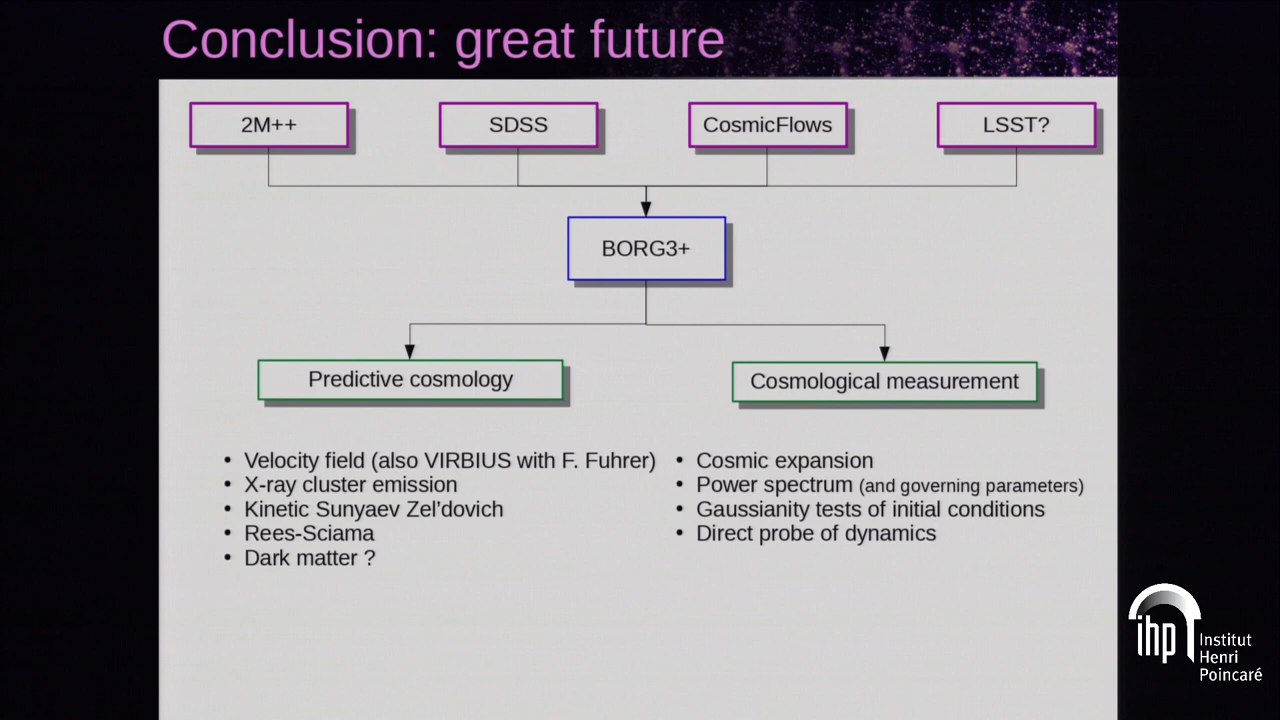 Conclusion: great future
2M++
SDSS
CosmicFlows
LSST?
BORG3+
Predictive cosmology
Cosmological measurement
• Velocity field (also VIRBIUS with F. Fuhrer)
• X-ray cluster emission
• Kinetic Sunyaev Zel’dovich
• Rees-Sciama
• Dark matter ?
• Cosmic expansion
• Power spectrum (and governing parameters)
• Gaussianity tests of initial conditions
• Direct probe of dynamics
ihp
Institut
Henri
Poincaré